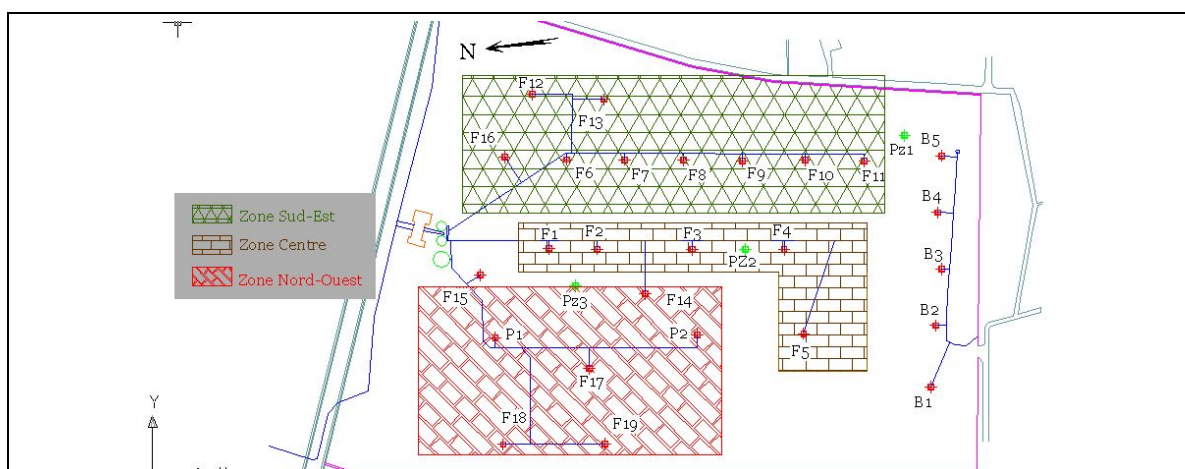 N
F12
F13
F16
Pz1
B5
F6
F7
F8
F9
F10
F11
B4
Zone Sud-Est
Zone Centre
Zone Nord-Ouest
F1
F2
F3
PZ2
F4
B3
F15
Pz3
F14
B2
P1
P2
F5
F17
B1
F18
F19
Y